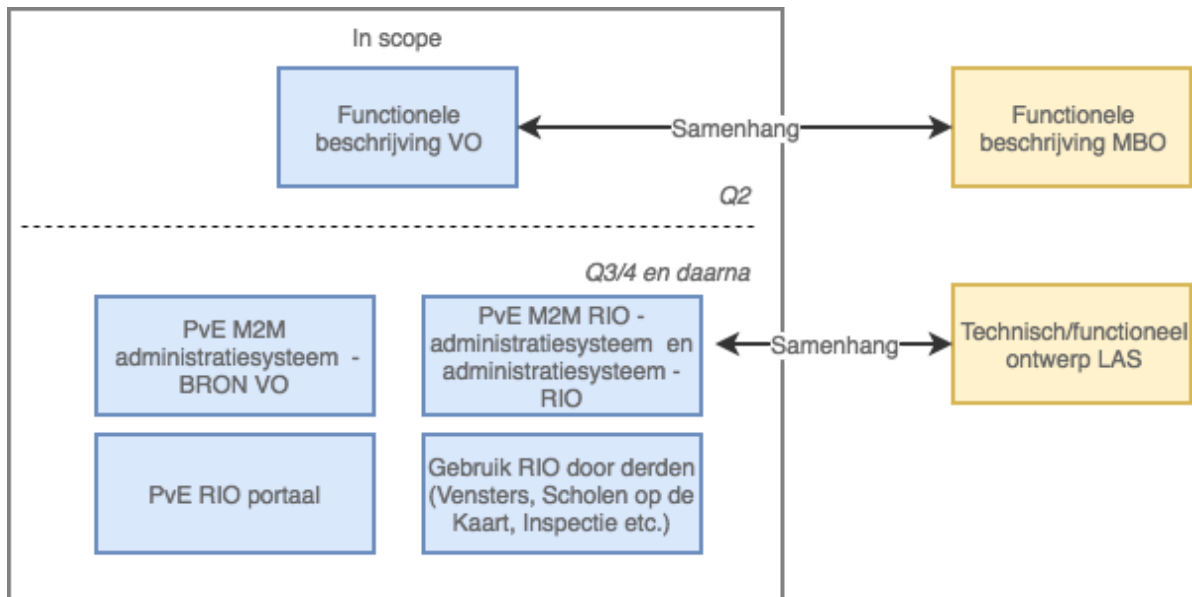 In scope
Functionele
beschrijving VO
Samenhang
Functionele
beschrijving MBO
Q2
Q3/4 en daarna
PvE M2M
administratiesysteem -
BRON VO
PvE M2M RIO -
administratiesysteem en
administratiesysteem -
RIO
Samenhang
Technisch/functioneel
ontwerp LAS
PvE RIO portaal
Gebruik RIO door derden
(Vensters, Scholen op de
Kaart, Inspectie etc.)